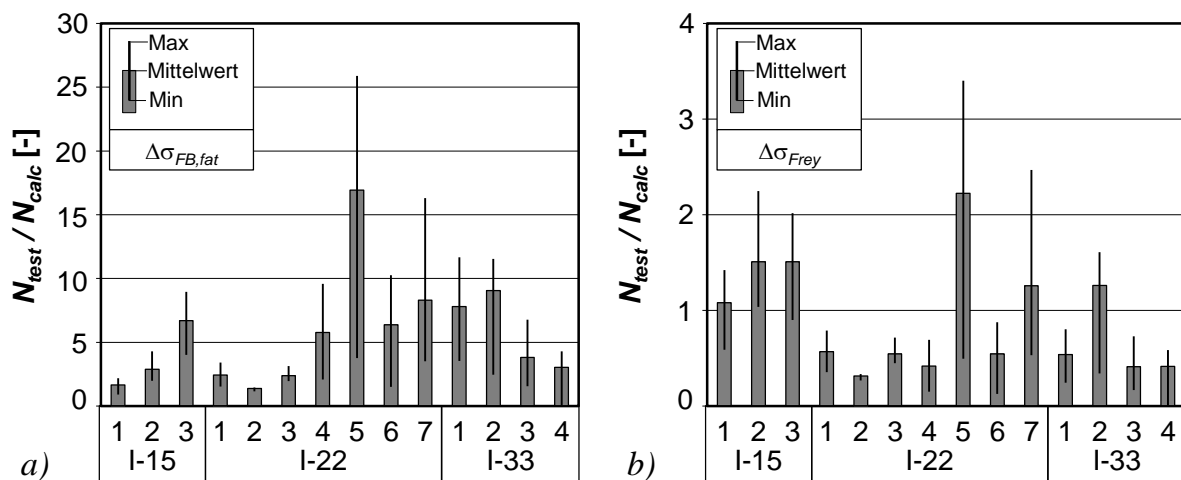 30
25
20
15
10
5
0
N_test / N_calc [-]
Max
Mittelwert
Min
Δσ_FB,fat
1 2 3 1 2 3 4 5 6 7 1 2 3 4
I-15 I-22 I-33
a)
4
3
2
1
0
N_test / N_calc [-]
Max
Mittelwert
Min
Δσ_Frey
1 2 3 1 2 3 4 5 6 7 1 2 3 4
I-15 I-22 I-33
b)